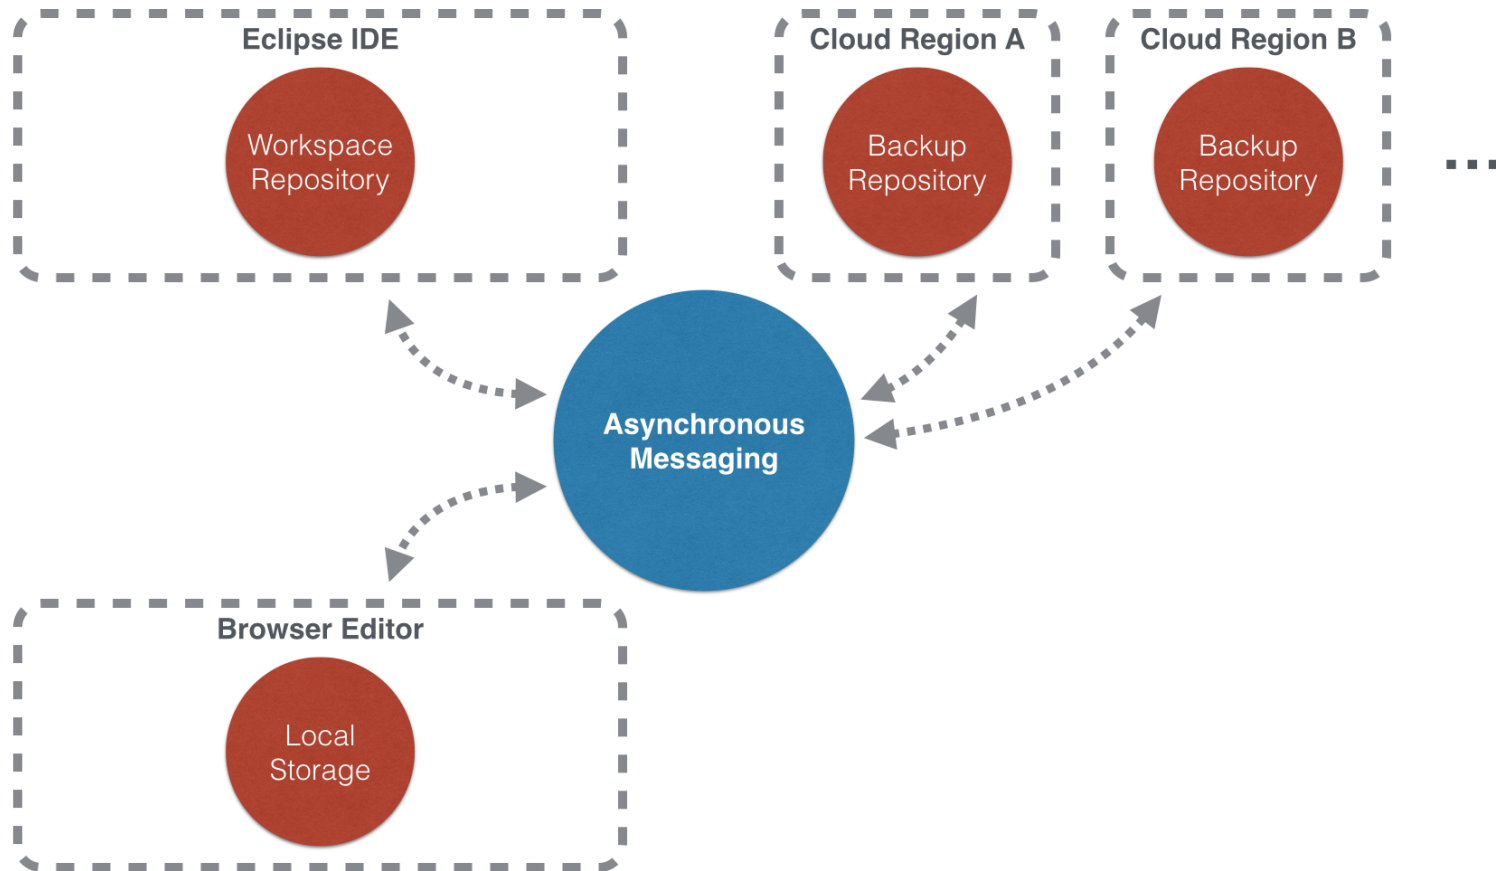 Eclipse IDE
Workspace
Repository
Cloud Region A
Backup
Repository
Cloud Region B
Backup
Repository
Asynchronous
Messaging
Browser Editor
Local
Storage